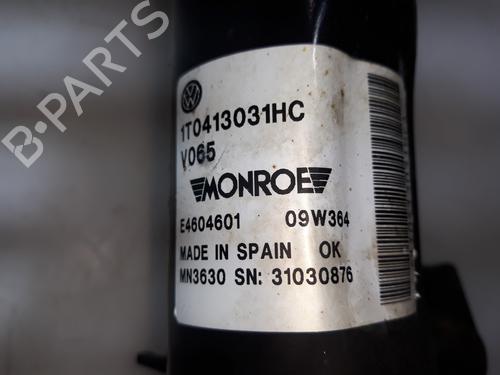 1T0413031HC
V065
MONROE
E4604601 09W364
MADE IN SPAIN OK
MN3630 SN: 31030876
B-PARTS